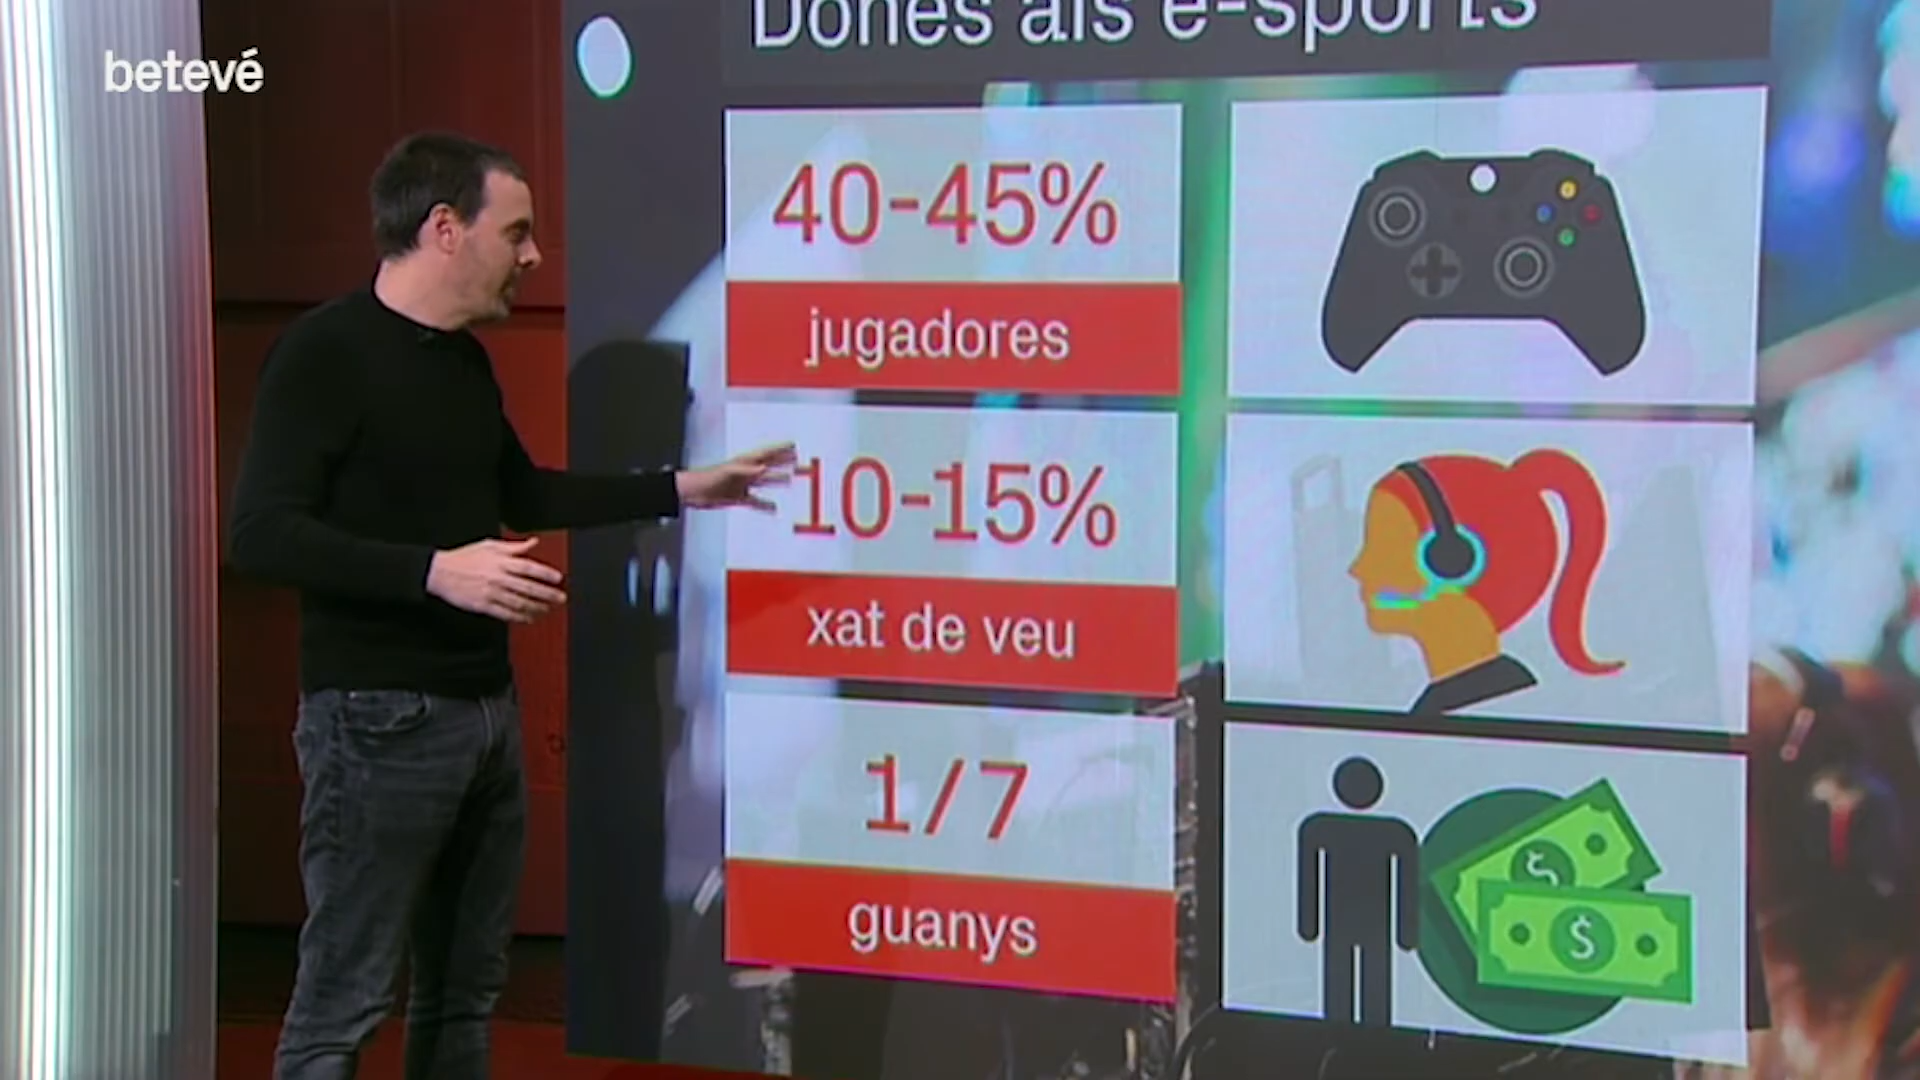 betevé
Dones als e-sports
40-45%
jugadores
10-15%
xat de veu
1/7
guanys